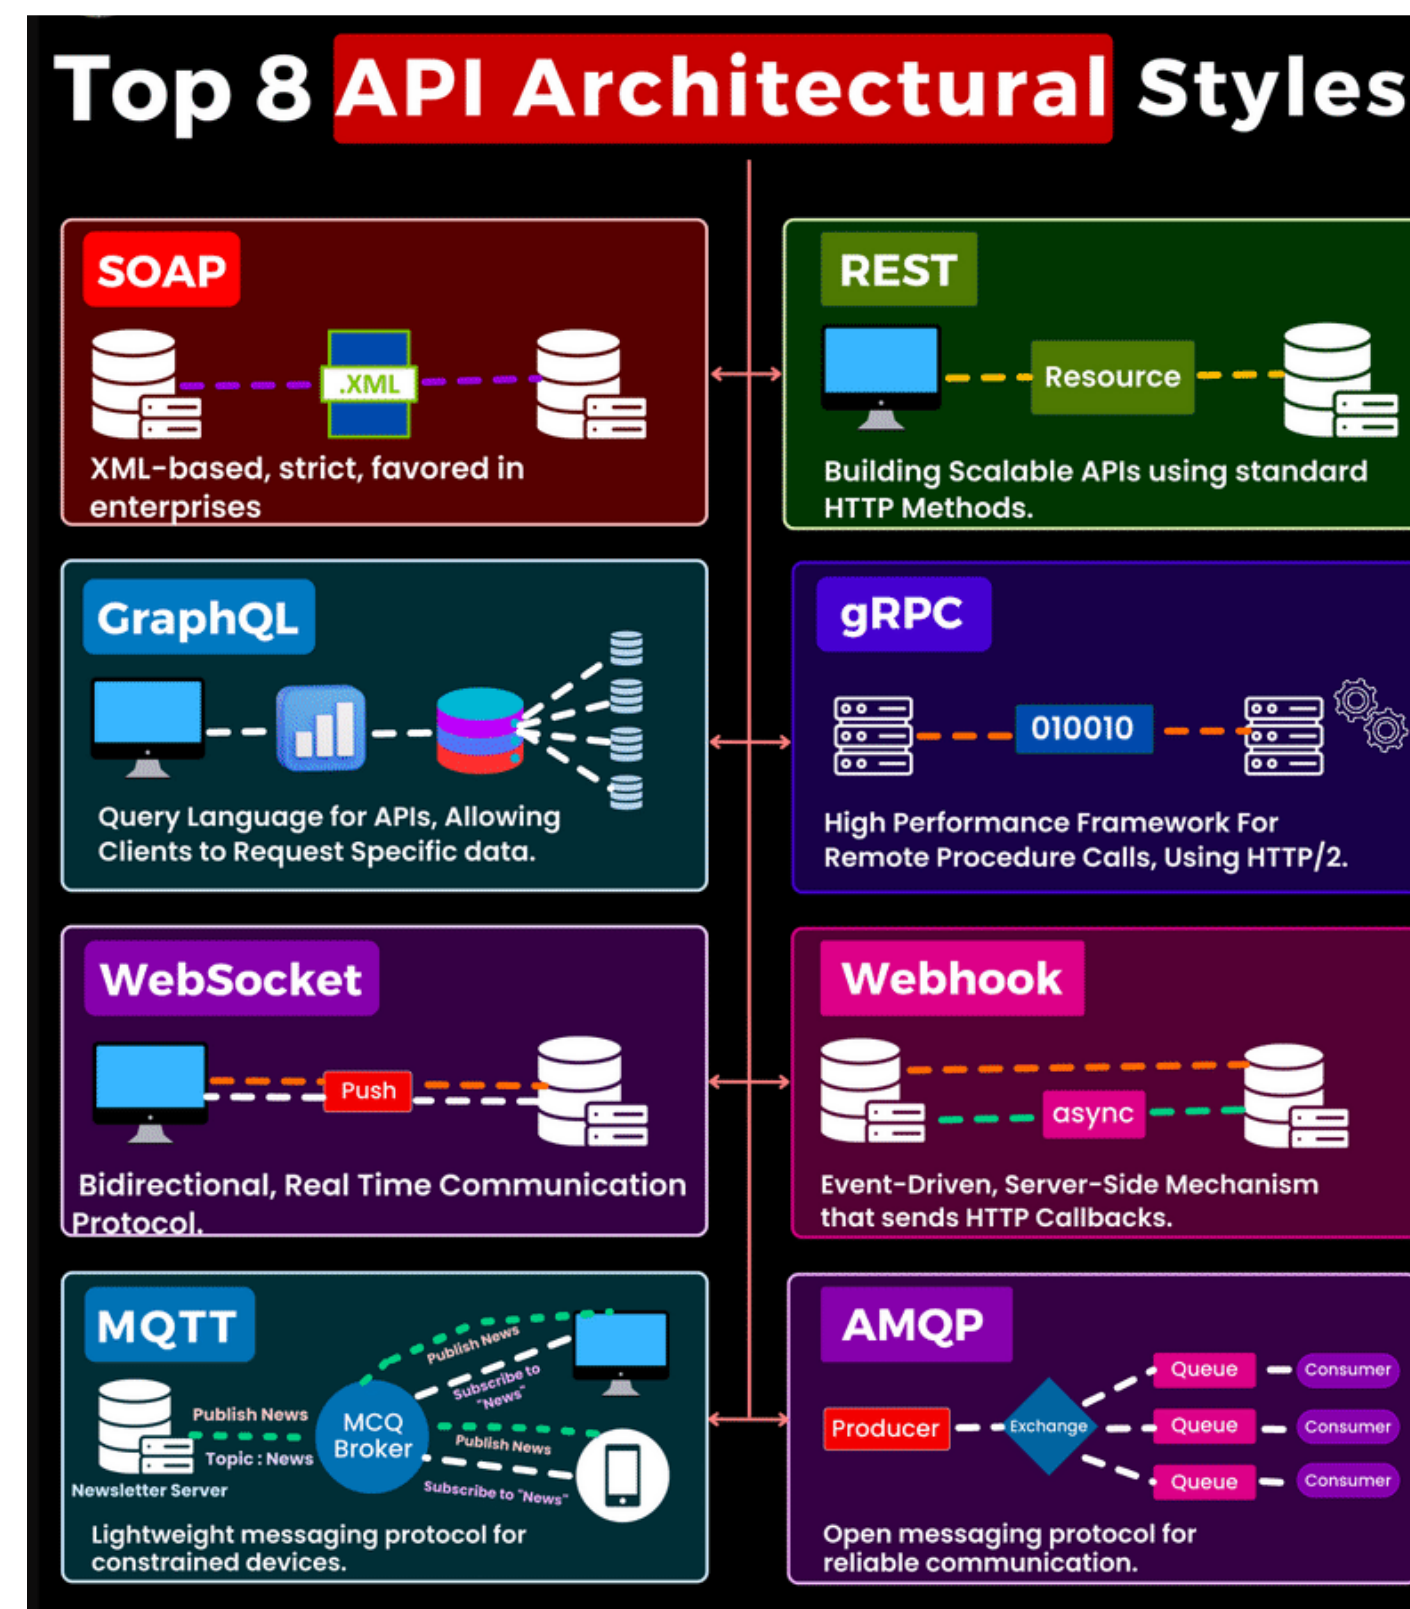 Top 8 API Architectural Styles
SOAP
.XML
XML-based, strict, favored in
enterprises
REST
Resource
Building Scalable APIs using standard
HTTP Methods.
GraphQL
Query Language for APIs, Allowing
Clients to Request Specific data.
gRPC
010010
High Performance Framework For
Remote Procedure Calls, Using HTTP/2.
WebSocket
Push
Bidirectional, Real Time Communication
Protocol.
Webhook
async
Event-Driven, Server-Side Mechanism
that sends HTTP Callbacks.
MQTT
Publish News
Subscribe to
"News"
Publish News
Topic : News
MCQ
Broker
Publish News
Subscribe to "News"
Newsletter Server
Lightweight messaging protocol for
constrained devices.
AMQP
Producer
Exchange
Queue
Consumer
Queue
Consumer
Queue
Consumer
Open messaging protocol for
reliable communication.